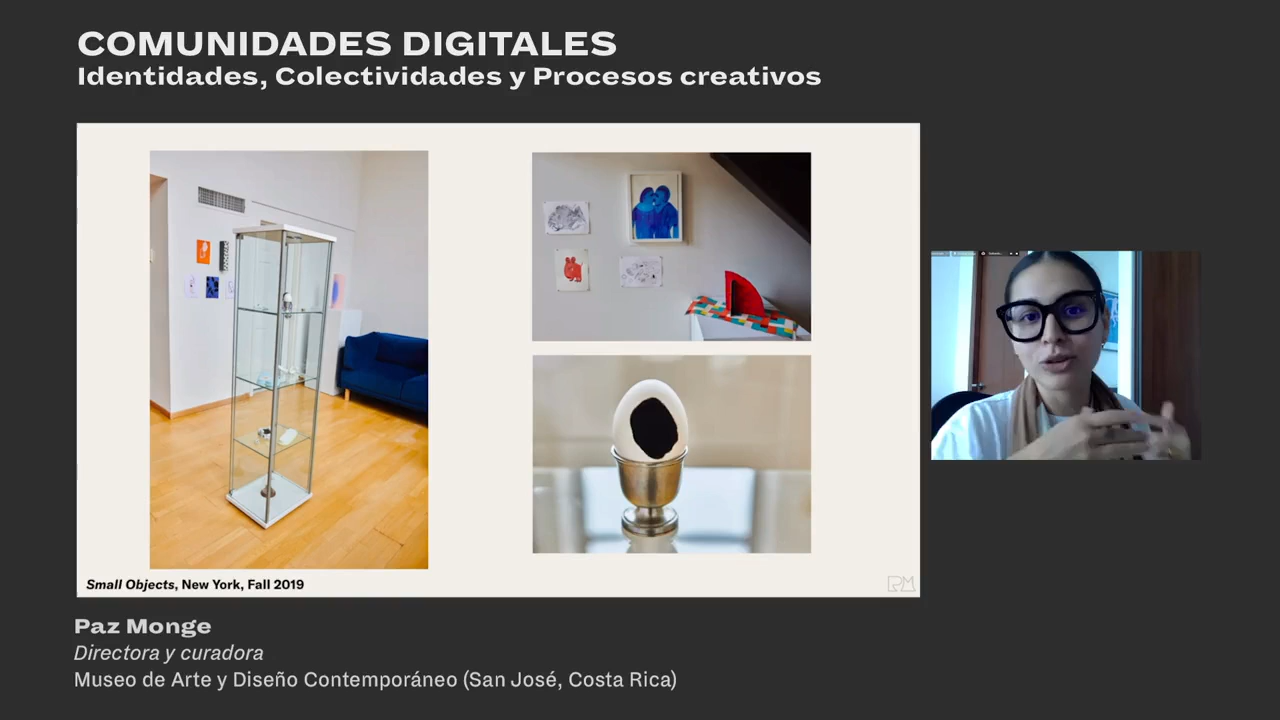 COMUNIDADES DIGITALES
Identidades, Colectividades y Procesos creativos
Small Objects, New York, Fall 2019
RM
Paz Monge
Directora y curadora
Museo de Arte y Diseño Contemporáneo (San José, Costa Rica)